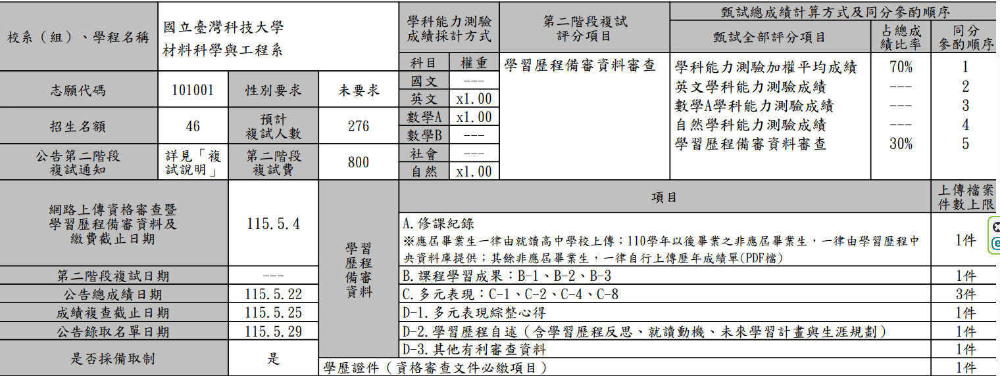 校系（組）、學程名稱
國立臺灣科技大學
材料科學與工程系
學科能力測驗
成績採計方式
第二階段複試
評分項目
甄試總成績計算方式及同分參酌順序
甄試全部評分項目
占總成
績比率
同分
參酌順序
科目 權重
國文 ---
英文 x1.00
數學A x1.00
數學B ---
社會 ---
自然 x1.00
學習歷程備審資料審查
學科能力測驗加權平均成績 70% 1
英文學科能力測驗成績 --- 2
數學A學科能力測驗成績 --- 3
自然學科能力測驗成績 --- 4
學習歷程備審資料審查 30% 5
志願代碼 101001 性別要求 未要求
招生名額 46 預計
複試人數 276
公告第二階段
複試通知
詳見「複
試說明」
第二階段
複試費
800
網路上傳資格審查暨
學習歷程備審資料及
繳費截止日期
115.5.4
第二階段複試日期 ---
公告總成績日期 115.5.22
成績複查截止日期 115.5.25
公告錄取名單日期 115.5.29
是否採備取制 是
學習
歷程
備審
資料
項目
上傳檔案
件數上限
A.修課紀錄
※應屆畢業生一律由就讀高中學校上傳；110學年以後畢業之非應屆畢業生，一律由學習歷程中
央資料庫提供；其餘非應屆畢業生，一律自行上傳歷年成績單(PDF檔)
1件
B.課程學習成果：B-1、B-2、B-3 1件
C.多元表現：C-1、C-2、C-4、C-8 3件
D-1.多元表現綜整心得 1件
D-2.學習歷程自述（含學習歷程反思、就讀動機、未來學習計畫與生涯規劃） 1件
D-3.其他有利審查資料 1件
學歷證件（資格審查文件必繳項目） 1件